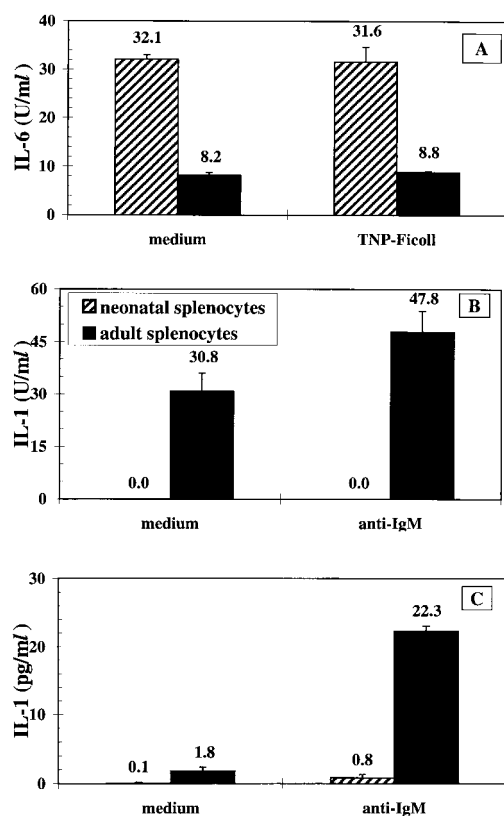 A
IL-6 (U/ml)
40
30
20
10
0
32.1
8.2
31.6
8.8
medium
TNP-Ficoll
B
IL-1 (U/ml)
60
45
30
15
0
neonatal splenocytes
adult splenocytes
0.0
30.8
0.0
47.8
medium
anti-IgM
C
IL-1 (pg/ml)
30
20
10
0
0.1
1.8
0.8
22.3
medium
anti-IgM